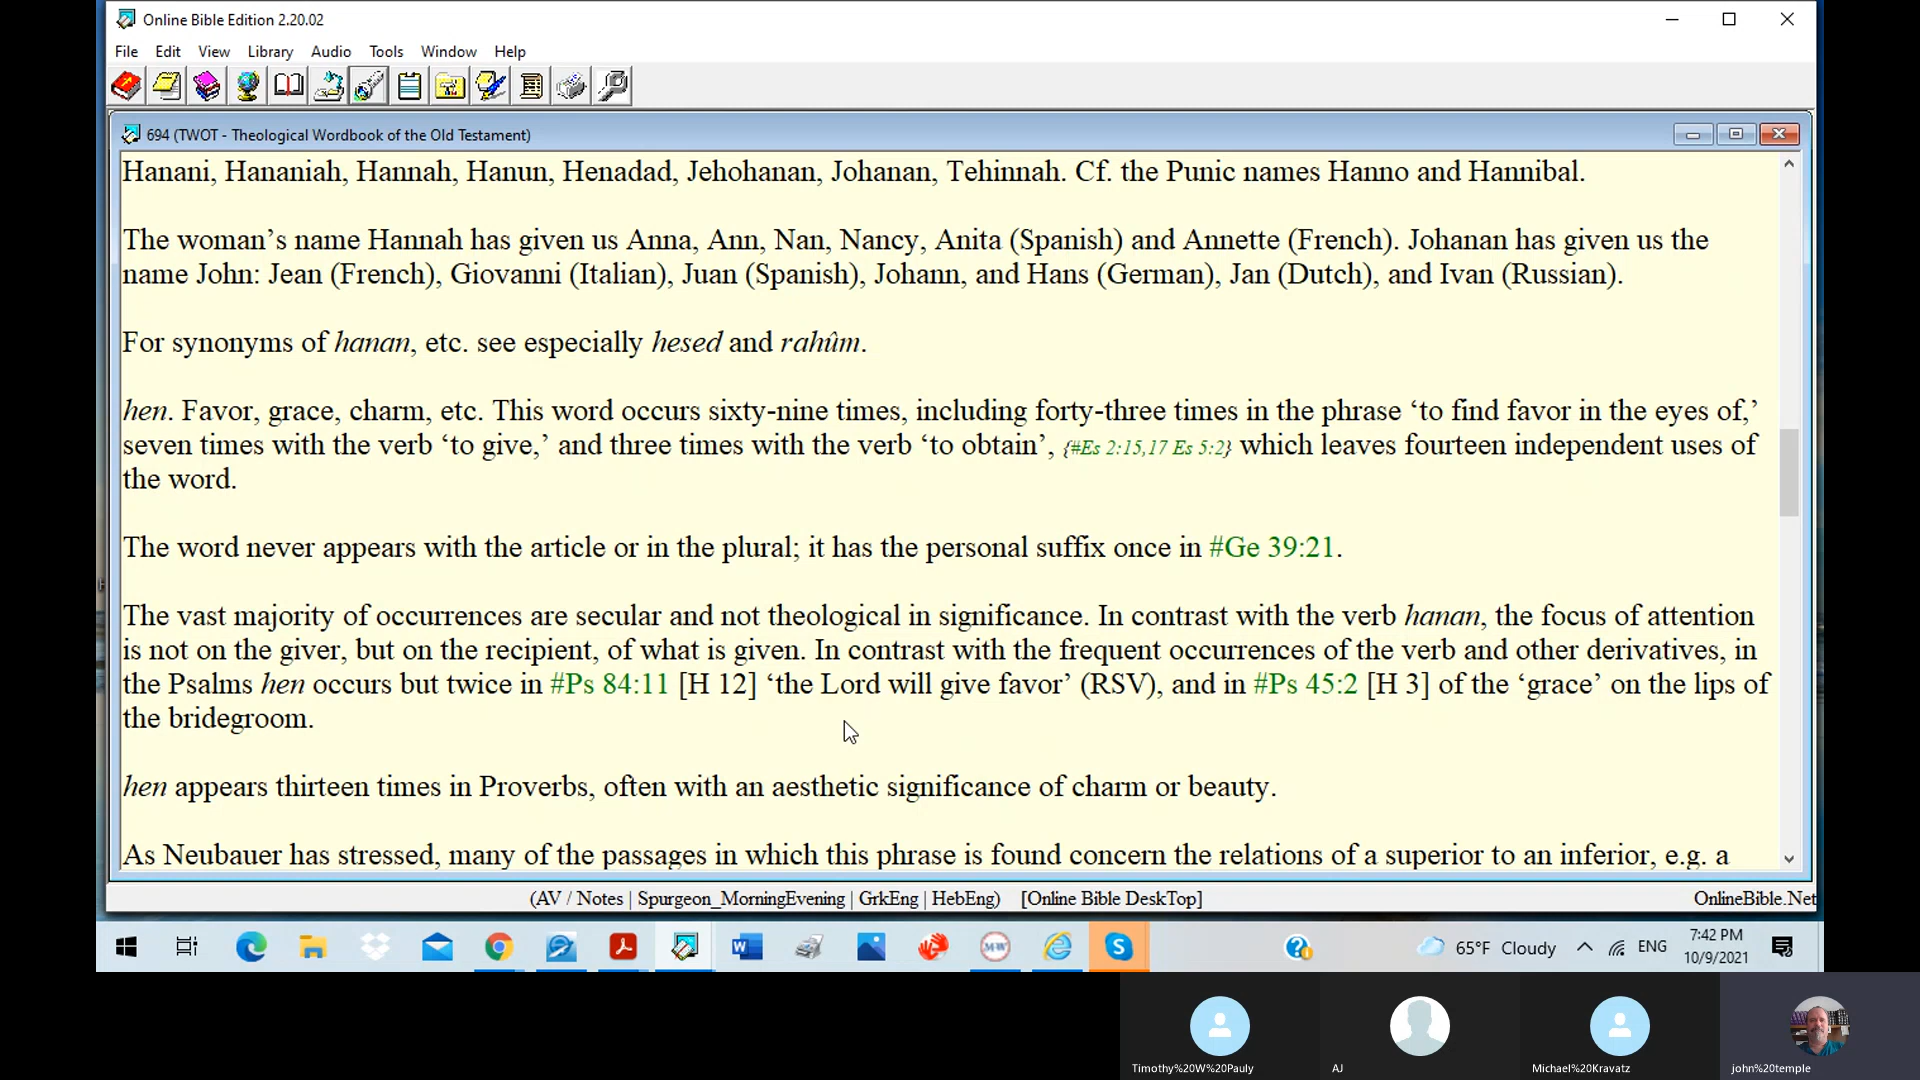 Online Bible Edition 2.20.02
File Edit View Library Audio Tools Window Help
694 (TWOT - Theological Wordbook of the Old Testament)
Hanani, Hananiah, Hannah, Hanun, Henadad, Jehohanan, Johanan, Tehinnah. Cf. the Punic names Hanno and Hannibal.
The woman’s name Hannah has given us Anna, Ann, Nan, Nancy, Anita (Spanish) and Annette (French). Johanan has given us the
name John: Jean (French), Giovanni (Italian), Juan (Spanish), Johann, and Hans (German), Jan (Dutch), and Ivan (Russian).
For synonyms of hanan, etc. see especially hesed and rahûm.
hen. Favor, grace, charm, etc. This word occurs sixty-nine times, including forty-three times in the phrase ‘to find favor in the eyes of,’
seven times with the verb ‘to give,’ and three times with the verb ‘to obtain’, {#Es 2:15,17 Es 5:2} which leaves fourteen independent uses of
the word.
The word never appears with the article or in the plural; it has the personal suffix once in #Ge 39:21.
The vast majority of occurrences are secular and not theological in significance. In contrast with the verb hanan, the focus of attention
is not on the giver, but on the recipient, of what is given. In contrast with the frequent occurrences of the verb and other derivatives, in
the Psalms hen occurs but twice in #Ps 84:11 [H 12] ‘the Lord will give favor’ (RSV), and in #Ps 45:2 [H 3] of the ‘grace’ on the lips of
the bridegroom.
hen appears thirteen times in Proverbs, often with an aesthetic significance of charm or beauty.
As Neubauer has stressed, many of the passages in which this phrase is found concern the relations of a superior to an inferior, e.g. a
(AV / Notes | Spurgeon_MorningEvening | GrkEng | HebEng) [Online Bible DeskTop] OnlineBible.Net
W MW S 65°F Cloudy ENG 7:42 PM
10/9/2021
Timothy%20W%20Pauly AJ Michael%20Kravatz john%20temple